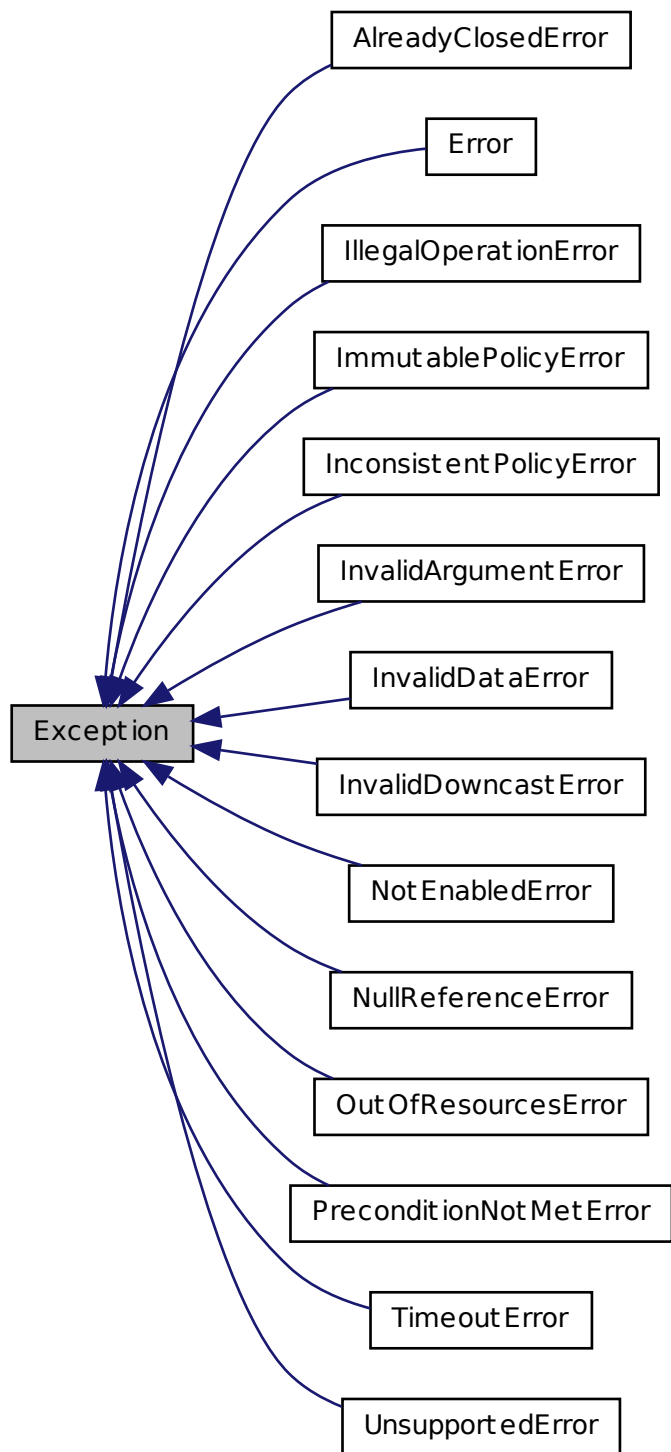 AlreadyClosedError
Error
IllegalOperationError
ImmutablePolicyError
InconsistentPolicyError
InvalidArgumentError
InvalidDataError
Exception
InvalidDowncastError
NotEnabledError
NullReferenceError
OutOfResourcesError
PreconditionNotMetError
TimeoutError
UnsupportedError